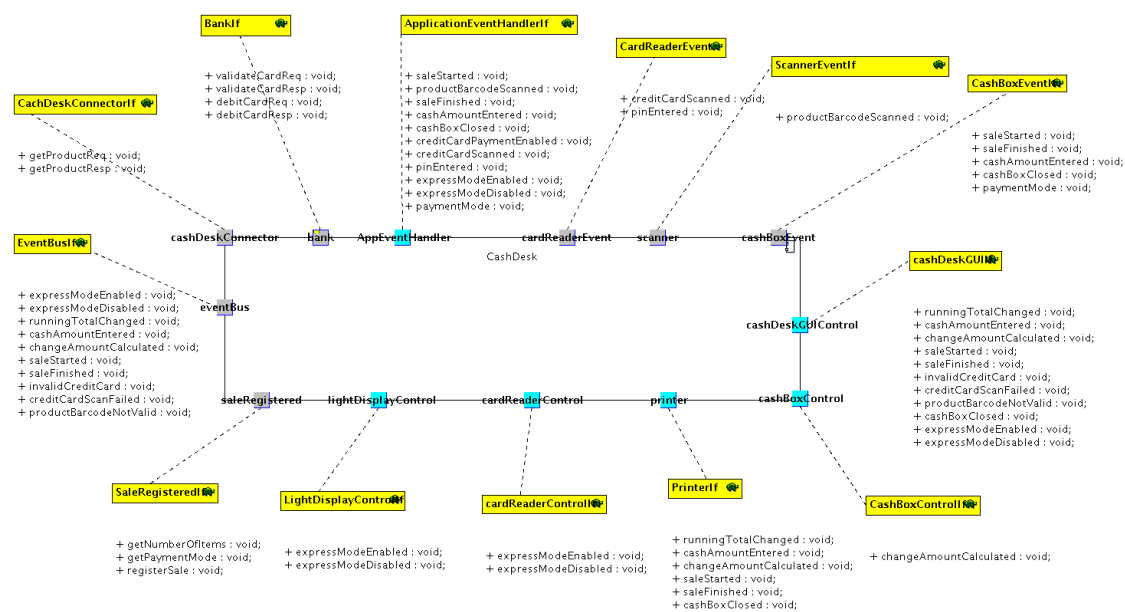 BankIf
+ validateCardReq : void;
+ validateCardResp : void;
+ debitCardReq : void;
+ debitCardResp : void;
ApplicationEventHandlerIf
+ saleStarted : void;
+ productBarcodeScanned : void;
+ saleFinished : void;
+ cashAmountEntered : void;
+ cashBoxClosed : void;
+ creditCardPaymentEnabled : void;
+ creditCardScanned : void;
+ pinEntered : void;
+ expressModeEnabled : void;
+ expressModeDisabled : void;
+ paymentMode : void;
CardReaderEvent
+ creditCardScanned : void;
+ pinEntered : void;
ScannerEventIf
+ productBarcodeScanned : void;
CashBoxEventIf
+ saleStarted : void;
+ saleFinished : void;
+ cashAmountEntered : void;
+ cashBoxClosed : void;
+ paymentMode : void;
CachDeskConnectorIf
+ getProductReq : void;
+ getProductResp : void;
cashDeskConnector
bank
AppEventHandler
cardReaderEvent
scanner
cashBoxEvent
CashDesk
EventBusIf
+ expressModeEnabled : void;
+ expressModeDisabled : void;
+ runningTotalChanged : void;
+ cashAmountEntered : void;
+ changeAmountCalculated : void;
+ saleStarted : void;
+ saleFinished : void;
+ invalidCreditCard : void;
+ creditCardScanFailed : void;
+ productBarcodeNotValid : void;
eventBus
cashDeskGUIIf
+ runningTotalChanged : void;
+ cashAmountEntered : void;
+ changeAmountCalculated : void;
+ saleStarted : void;
+ saleFinished : void;
+ invalidCreditCard : void;
+ creditCardScanFailed : void;
+ productBarcodeNotValid : void;
+ cashBoxClosed : void;
+ expressModeEnabled : void;
+ expressModeDisabled : void;
cashDeskGUIControl
saleRegistered
lightDisplayControl
cardReaderControl
printer
cashBoxControl
SaleRegisteredIf
+ getNumberOfItems : void;
+ getPaymentMode : void;
+ registerSale : void;
LightDisplayControlIf
+ expressModeEnabled : void;
+ expressModeDisabled : void;
cardReaderControlIf
+ expressModeEnabled : void;
+ expressModeDisabled : void;
PrinterIf
+ runningTotalChanged : void;
+ cashAmountEntered : void;
+ changeAmountCalculated : void;
+ saleStarted : void;
+ saleFinished : void;
+ cashBoxClosed : void;
CashBoxControlIf
+ changeAmountCalculated : void;